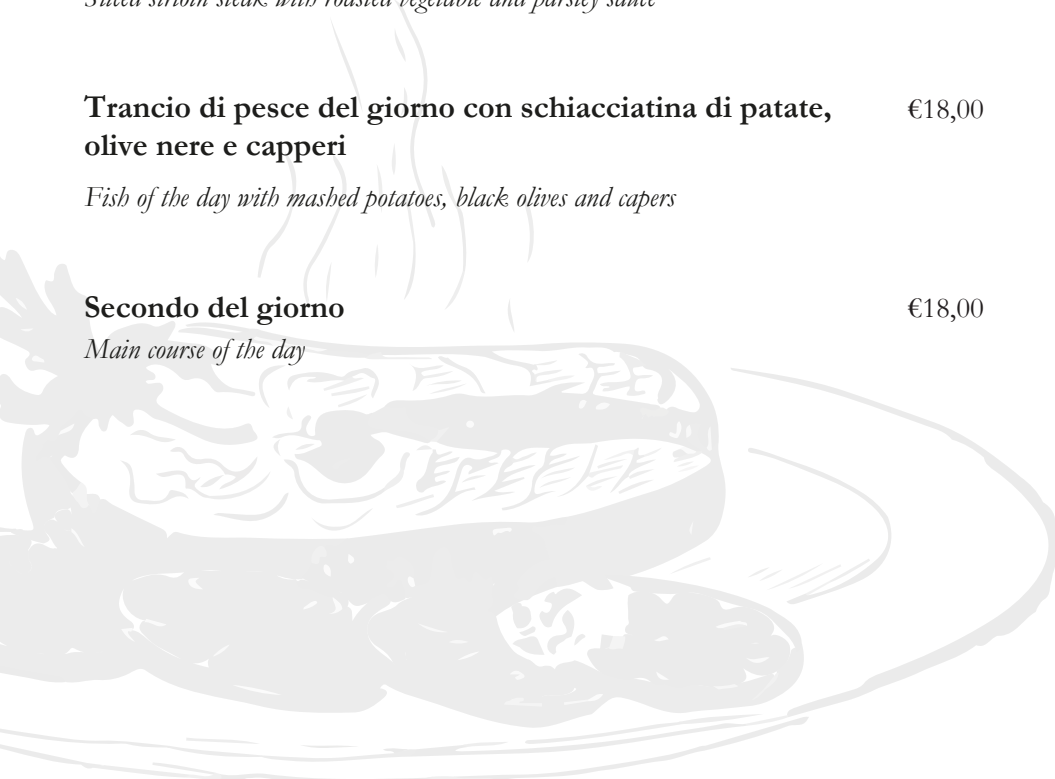 Sliced sirloin steak with roasted vegetable and parsley sauce
Trancio di pesce del giorno con schiacciatina di patate, €18,00
olive nere e capperi
Fish of the day with mashed potatoes, black olives and capers
Secondo del giorno €18,00
Main course of the day